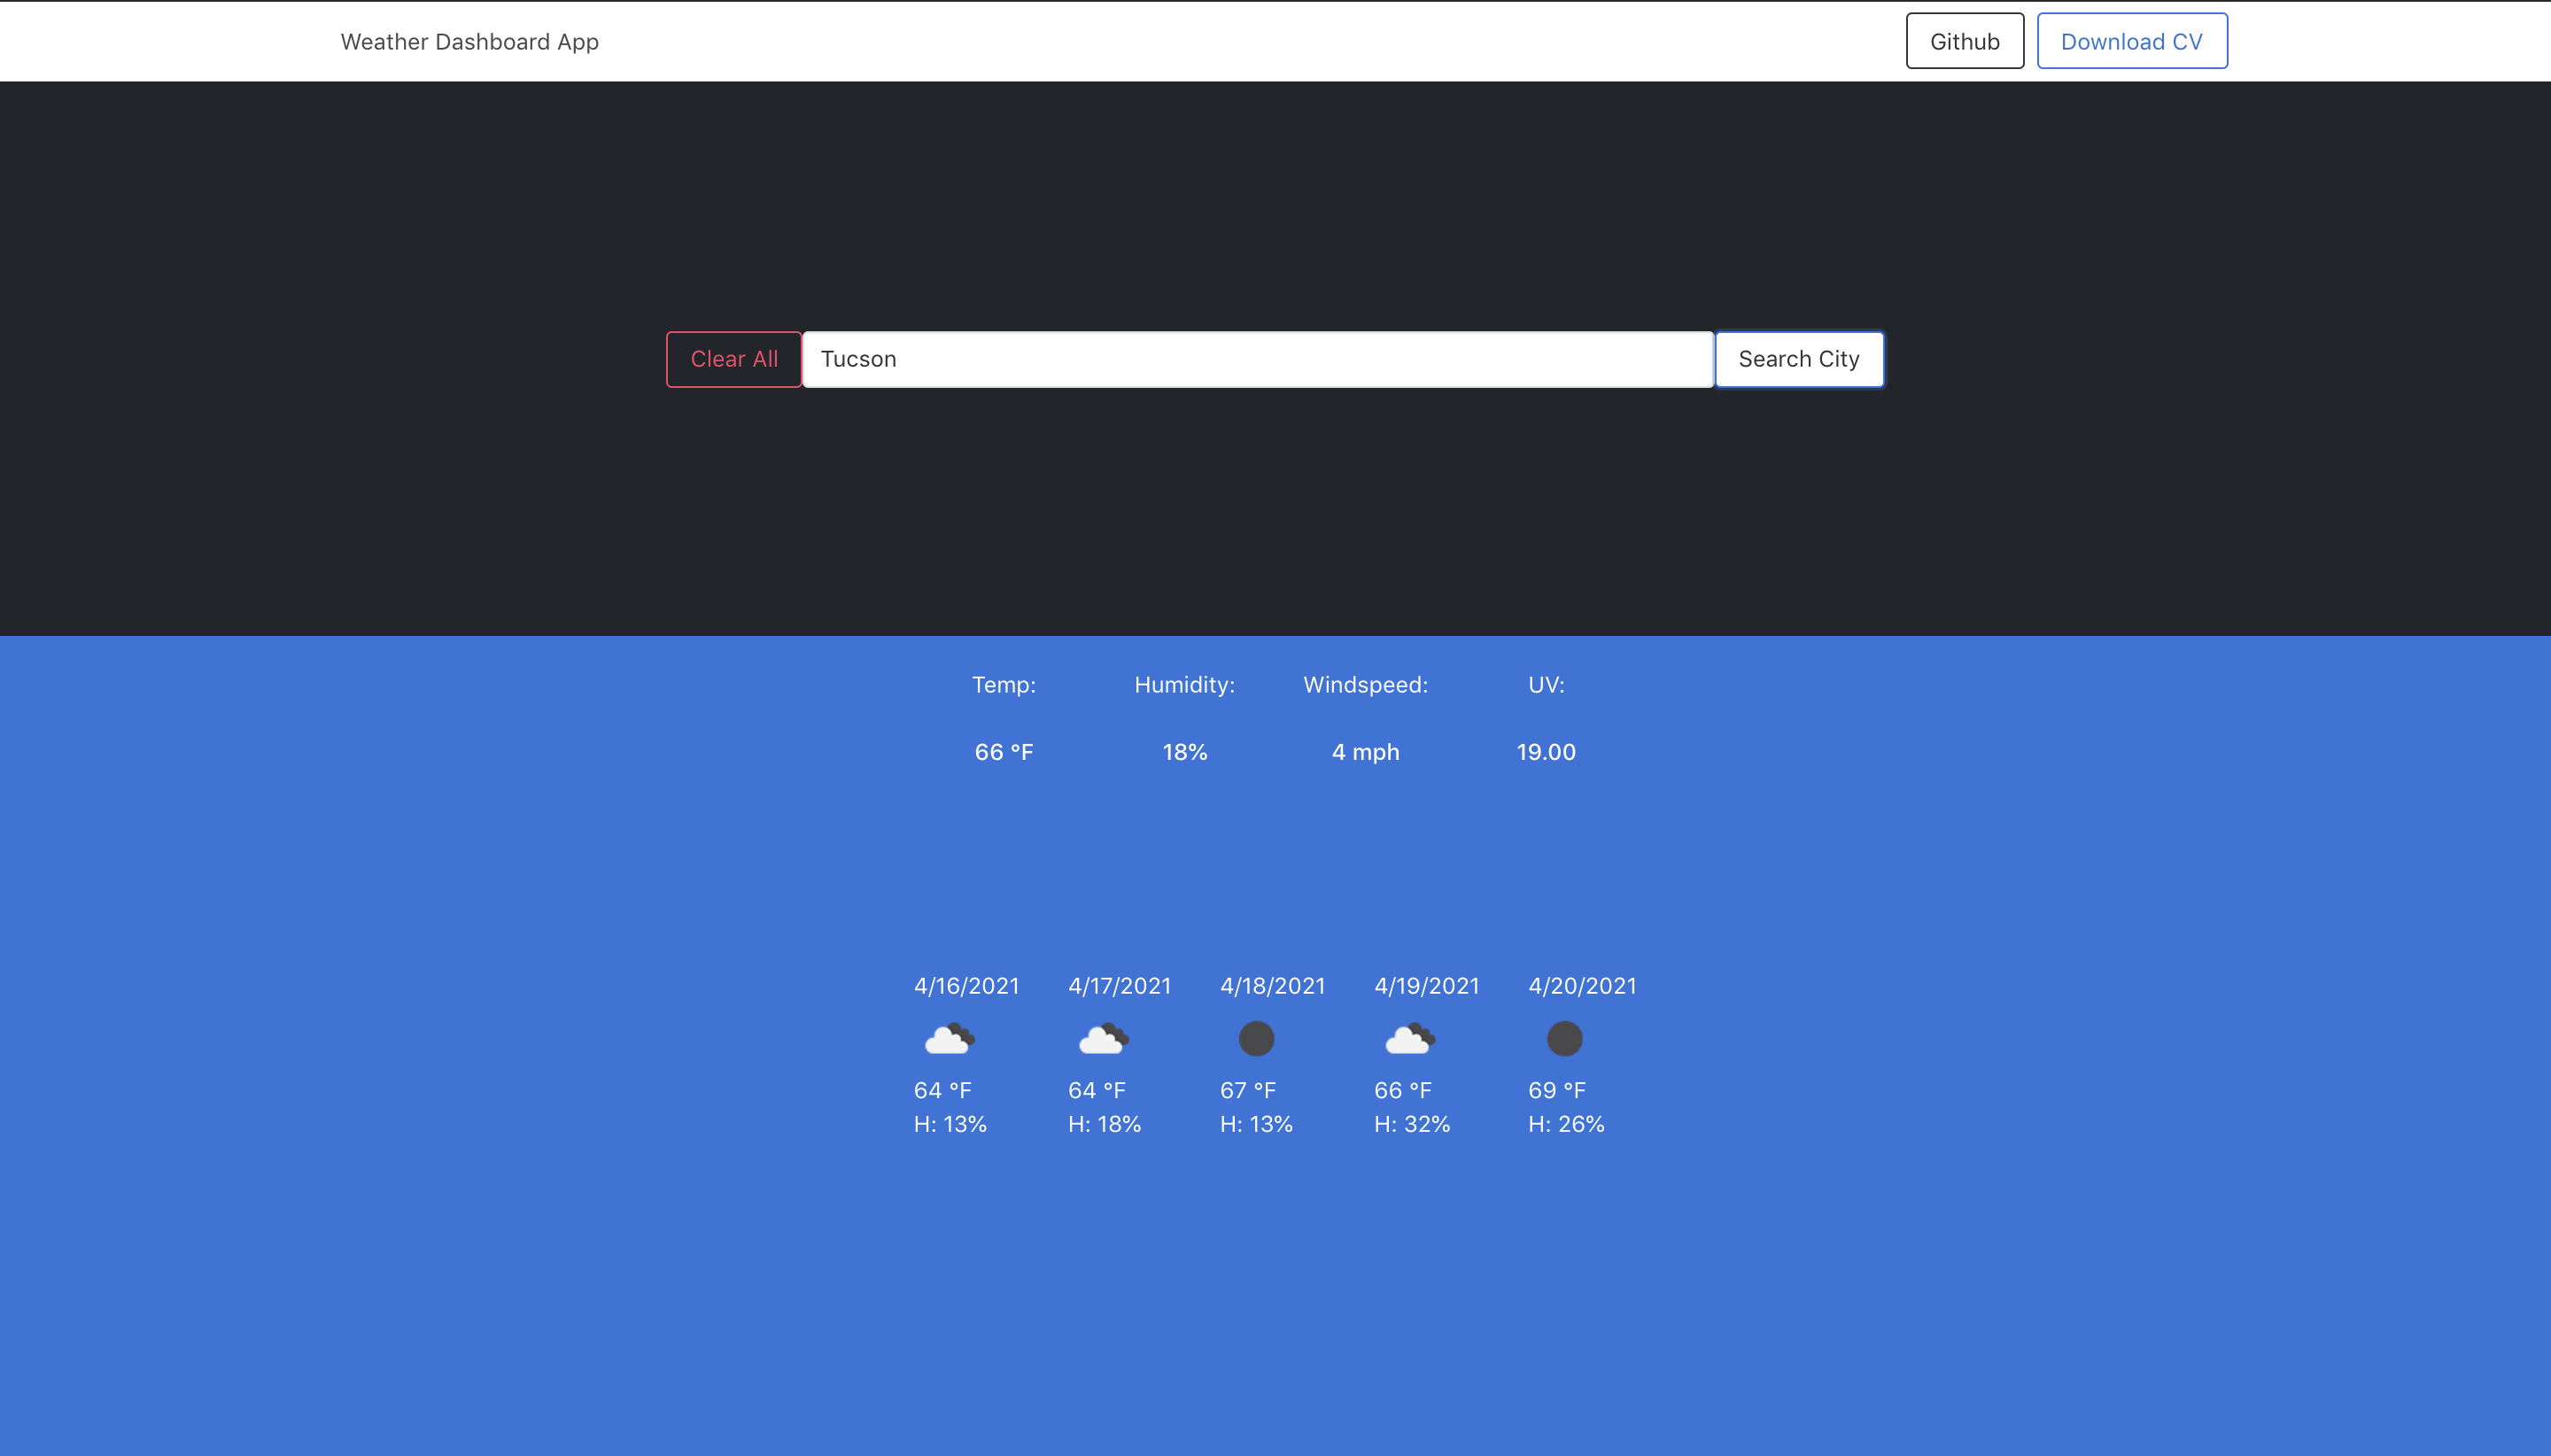 Weather Dashboard App Github Download CV
Clear All Tucson Search City
Temp: Humidity: Windspeed: UV:
66 °F 18% 4 mph 19.00
4/16/2021 4/17/2021 4/18/2021 4/19/2021 4/20/2021
64 °F 64 °F 67 °F 66 °F 69 °F
H: 13% H: 18% H: 13% H: 32% H: 26%